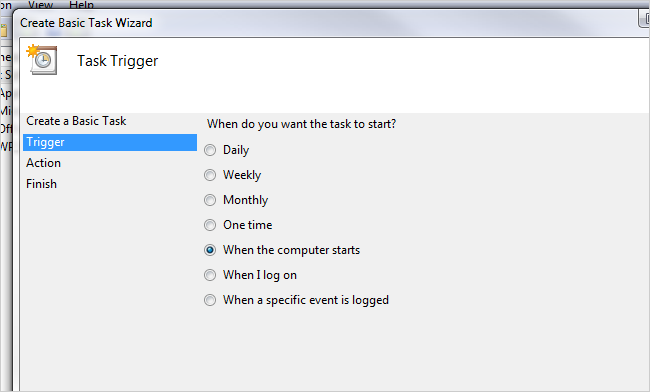 on View Help
Create Basic Task Wizard
Task Trigger
Create a Basic Task
Trigger
Action
Finish
When do you want the task to start?
Daily
Weekly
Monthly
One time
When the computer starts
When I log on
When a specific event is logged